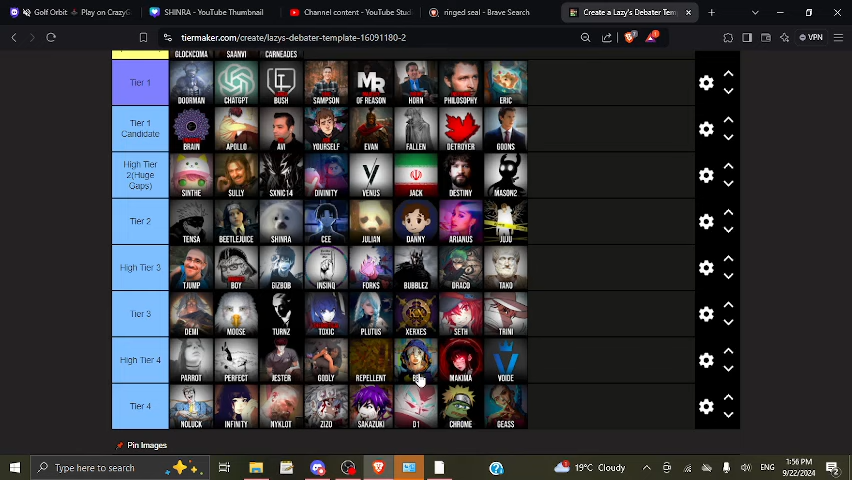 Golf Orbit 🕹️ Play on CrazyG
SHINRA - YouTube Thumbnail
Channel content - YouTube Stud
ringed seal - Brave Search
Create a Lazy's Debater Tem
tiermaker.com/create/lazys-debater-template-16091180-2
VPN
GLOCKCOMA SAANVI CARNEADES
Tier 1
DOORMAN CHATGPT BUSH SAMPSON OF REASON HORN PHILOSOPHY ERIC
Tier 1 Candidate
BRAIN APOLLO AVI YOURSELF EVAN FALLEN DETROYER GOONS
High Tier 2(Huge Gaps)
SINTHE SULLY SXNIC14 DIVINITY VENUS JACK DESTINY MASON2
Tier 2
TENSA BEETLEJUICE SHINRA CEE JULIAN DANNY ARIANUS JUJU
High Tier 3
TJUMP BOY GIZBOB INSINQ FORKS BUBBLEZ DRACO TAKO
Tier 3
DEMI MOOSE TURNZ TOXIC PLUTUS XERXES SETH TRINI
High Tier 4
PARROT PERFECT JESTER GODLY REPELLENT MAKIMA VOIDE
Tier 4
NOLUCK INFINITY NYKLOT ZIZO SAKAZUKI D1 CHROME GEASS
📌 Pin Images
Type here to search
19°C Cloudy
ENG
1:56 PM
9/22/2024
2